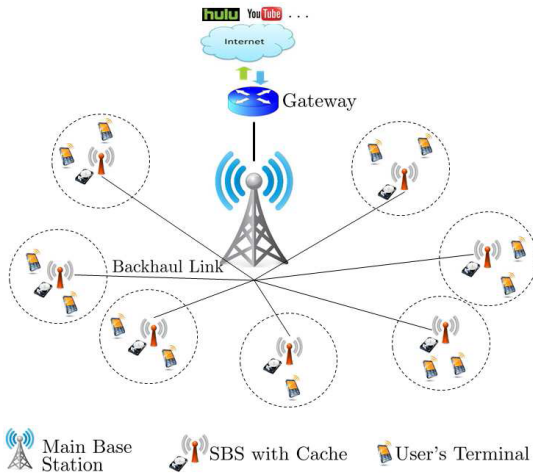 hulu YouTube ...
Internet
Gateway
Backhaul Link
Main Base
Station
SBS with Cache
User's Terminal